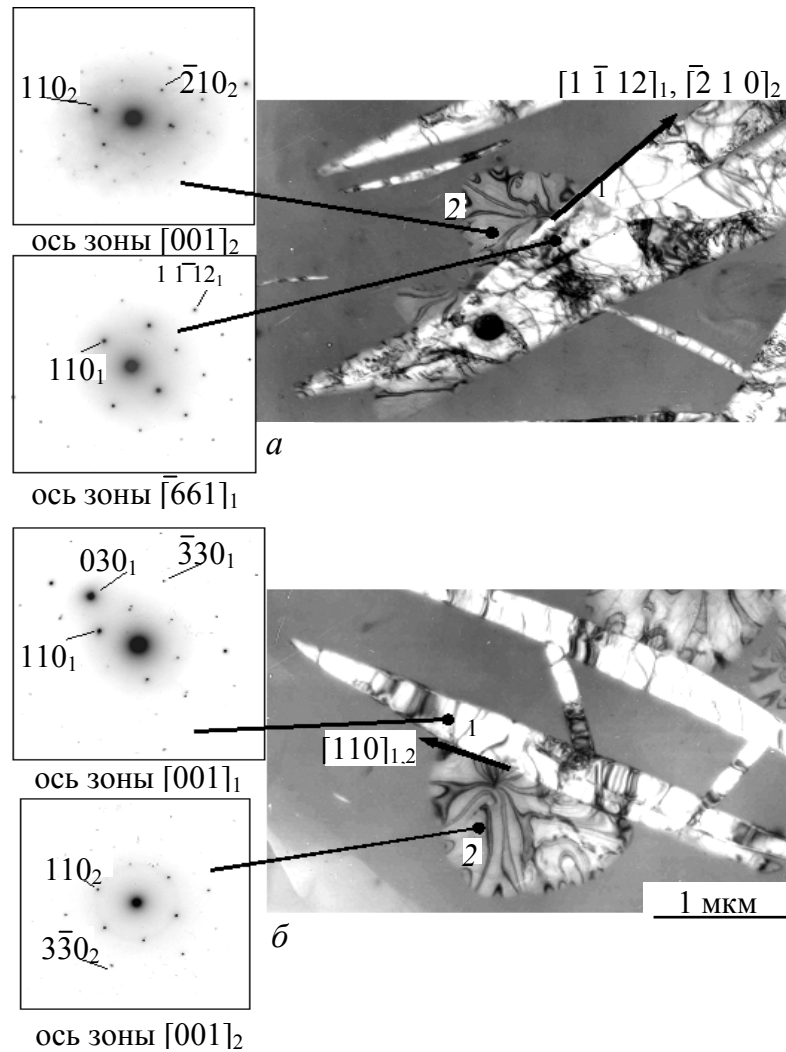 110₂
2̅10₂
[1 1̅ 12]₁, [2̅ 1 0]₂
2
1
ось зоны [001]₂
1 1̅ 12₁
110₁
а
ось зоны [6̅61]₁
030₁
3̅30₁
110₁
1
[110]₁,₂
ось зоны [001]₁
2
110₂
33̅0₂
1 мкм
б
ось зоны [001]₂